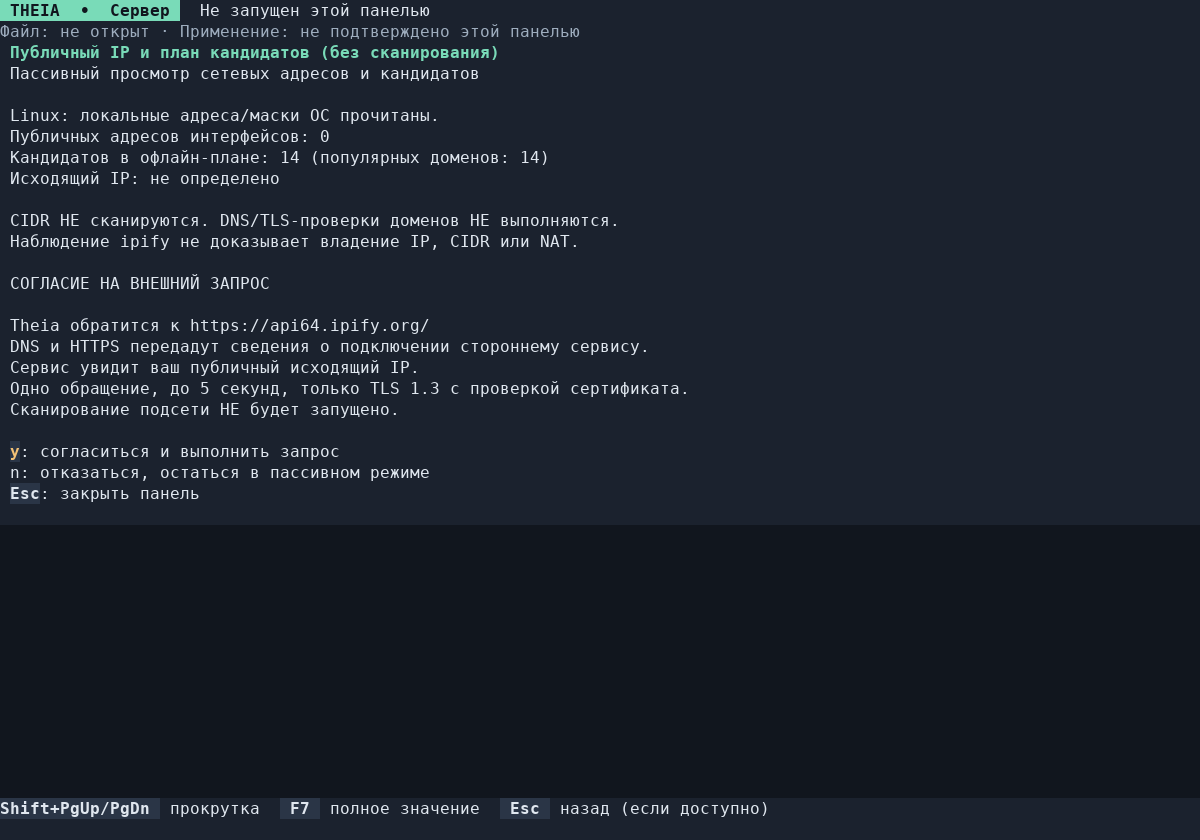 THEIA • Сервер Не запущен этой панелью
Файл: не открыт · Применение: не подтверждено этой панелью
Публичный IP и план кандидатов (без сканирования)
Пассивный просмотр сетевых адресов и кандидатов
Linux: локальные адреса/маски ОС прочитаны.
Публичных адресов интерфейсов: 0
Кандидатов в офлайн-плане: 14 (популярных доменов: 14)
Исходящий IP: не определено
CIDR НЕ сканируются. DNS/TLS-проверки доменов НЕ выполняются.
Наблюдение ipify не доказывает владение IP, CIDR или NAT.
СОГЛАСИЕ НА ВНЕШНИЙ ЗАПРОС
Theia обратится к https://api64.ipify.org/
DNS и HTTPS передадут сведения о подключении стороннему сервису.
Сервис увидит ваш публичный исходящий IP.
Одно обращение, до 5 секунд, только TLS 1.3 с проверкой сертификата.
Сканирование подсети НЕ будет запущено.
y: согласиться и выполнить запрос
n: отказаться, остаться в пассивном режиме
Esc: закрыть панель
Shift+PgUp/PgDn прокрутка F7 полное значение Esc назад (если доступно)